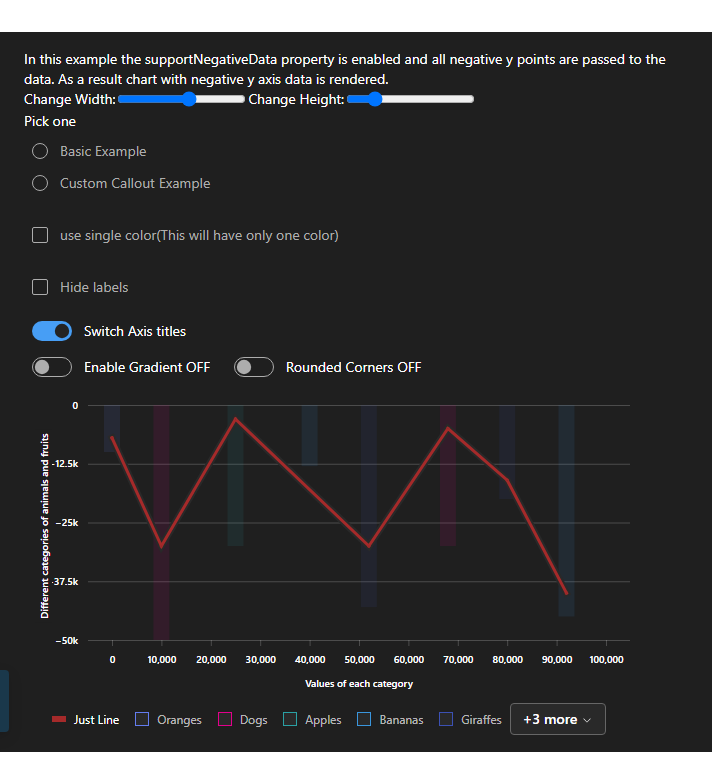 In this example the supportNegativeData property is enabled and all negative y points are passed to the
data. As a result chart with negative y axis data is rendered.
Change Width: Change Height:
Pick one
Basic Example
Custom Callout Example
use single color(This will have only one color)
Hide labels
Switch Axis titles
Enable Gradient OFF Rounded Corners OFF
Different categories of animals and fruits
0
−12.5k
−25k
−37.5k
−50k
0 10,000 20,000 30,000 40,000 50,000 60,000 70,000 80,000 90,000 100,000
Values of each category
Just Line Oranges Dogs Apples Bananas Giraffes +3 more